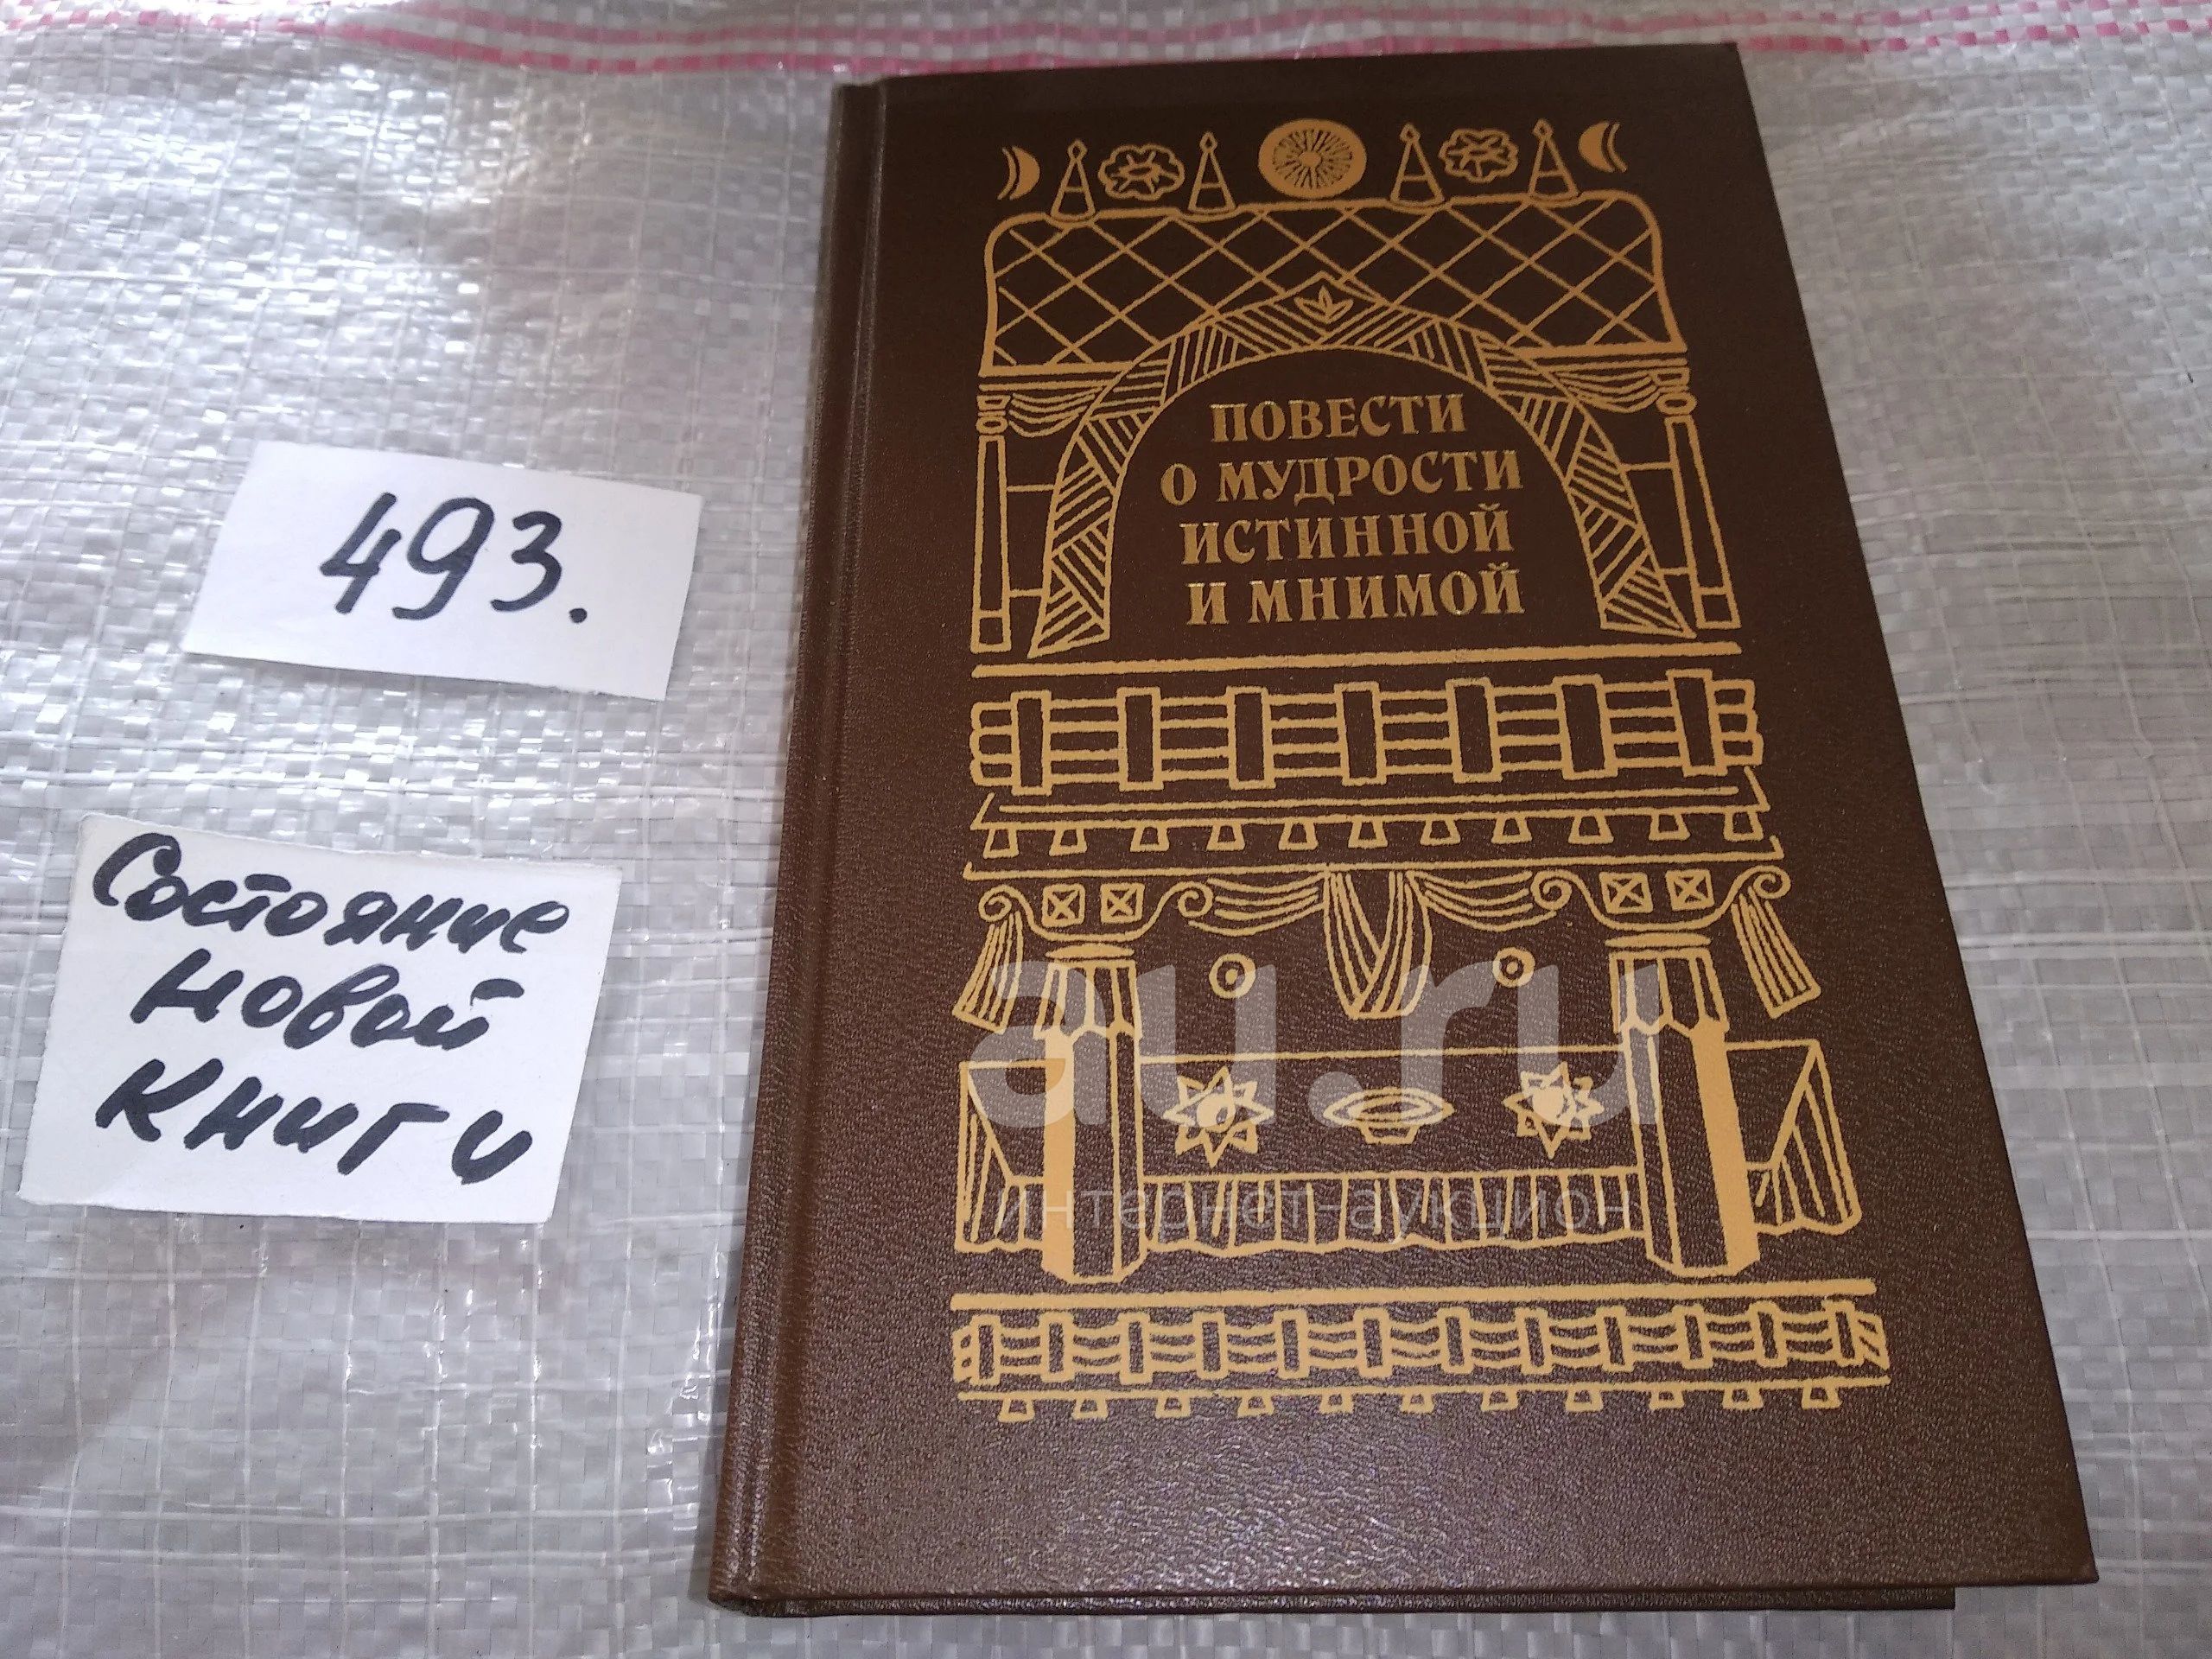 493.
Состояние
новой
книги
ПОВЕСТИ
О МУДРОСТИ
ИСТИННОЙ
И МНИМОЙ
au.ru
интернет-аукцион